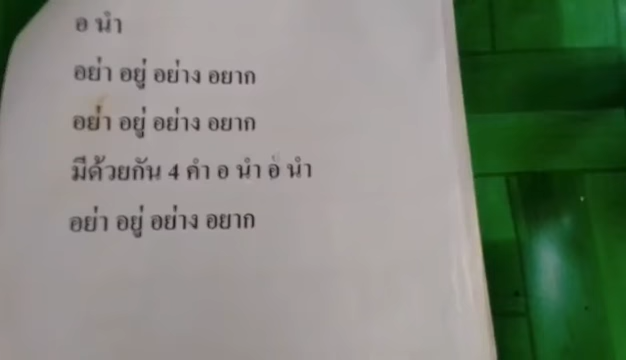 อ นำ
อย่า อยู่ อย่าง อยาก
อย่า อยู่ อย่าง อยาก
มีด้วยกัน 4 คำ อ นำ อ นำ
อย่า อยู่ อย่าง อยาก